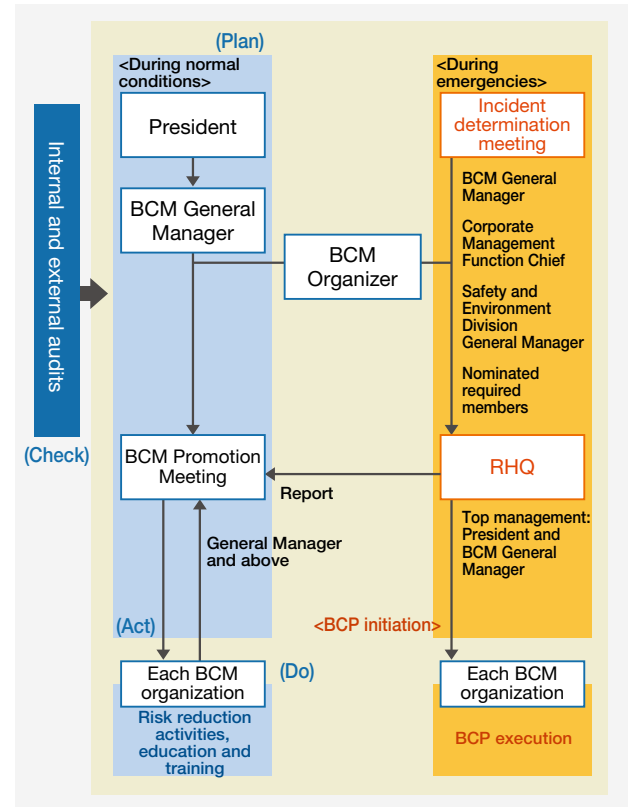 (Plan)
<During normal
conditions>
President
BCM General
Manager
BCM
Organizer
BCM Promotion
Meeting
General Manager
and above
(Act)
Each BCM
organization
(Do)
Risk reduction
activities,
education and
training
Internal and external audits
(Check)
<During
emergencies>
Incident
determination
meeting
BCM General
Manager
Corporate
Management
Function Chief
Safety and
Environment
Division
General Manager
Nominated
required
members
RHQ
Report
Top management:
President and
BCM General
Manager
<BCP initiation>
Each BCM
organization
BCP execution